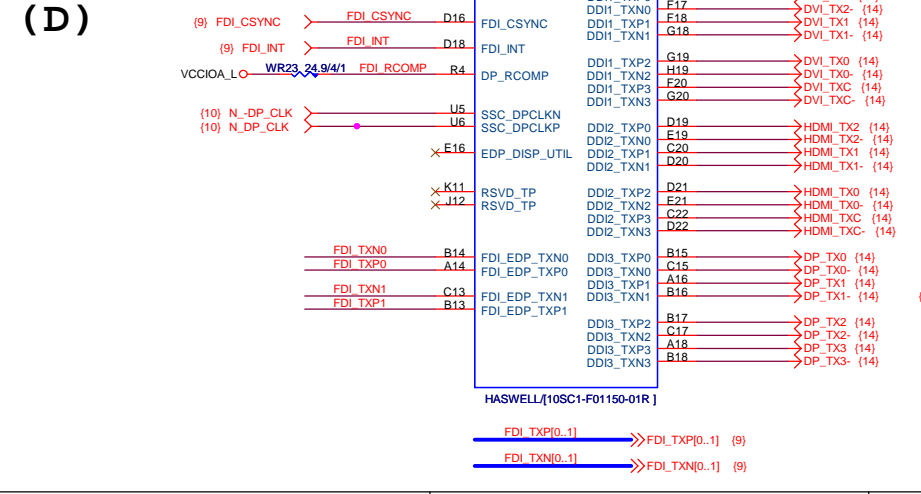 (D)
{9} FDI_CSYNC FDI_CSYNC D16 FDI_CSYNC
{9} FDI_INT FDI_INT D18 FDI_INT
VCCIOA_L WR23 24.9/4/1 FDI_RCOMP R4 DP_RCOMP
{10} N_-DP_CLK U5 SSC_DPCLKN
{10} N_DP_CLK U6 SSC_DPCLKP
E16 EDP_DISP_UTIL
K11 RSVD_TP
J12 RSVD_TP
FDI_TXN0 B14 FDI_EDP_TXN0
FDI_TXP0 A14 FDI_EDP_TXP0
FDI_TXN1 C13 FDI_EDP_TXN1
FDI_TXP1 B13 FDI_EDP_TXP1
DDI1_TXN0 E17 DVI_TX2- {14}
DDI1_TXP1 F18 DVI_TX1 {14}
DDI1_TXN1 G18 DVI_TX1- {14}
DDI1_TXP2 G19 DVI_TX0 {14}
DDI1_TXN2 H19 DVI_TX0- {14}
DDI1_TXP3 F20 DVI_TXC {14}
DDI1_TXN3 G20 DVI_TXC- {14}
DDI2_TXP0 D19 HDMI_TX2 {14}
DDI2_TXN0 E19 HDMI_TX2- {14}
DDI2_TXP1 C20 HDMI_TX1 {14}
DDI2_TXN1 D20 HDMI_TX1- {14}
DDI2_TXP2 D21 HDMI_TX0 {14}
DDI2_TXN2 E21 HDMI_TX0- {14}
DDI2_TXP3 C22 HDMI_TXC {14}
DDI2_TXN3 D22 HDMI_TXC- {14}
DDI3_TXP0 B15 DP_TX0 {14}
DDI3_TXN0 C15 DP_TX0- {14}
DDI3_TXP1 A16 DP_TX1 {14}
DDI3_TXN1 B16 DP_TX1- {14}
DDI3_TXP2 B17 DP_TX2 {14}
DDI3_TXN2 C17 DP_TX2- {14}
DDI3_TXP3 A18 DP_TX3 {14}
DDI3_TXN3 B18 DP_TX3- {14}
HASWELL/[10SC1-F01150-01R ]
FDI_TXP[0..1] FDI_TXP[0..1] {9}
FDI_TXN[0..1] FDI_TXN[0..1] {9}